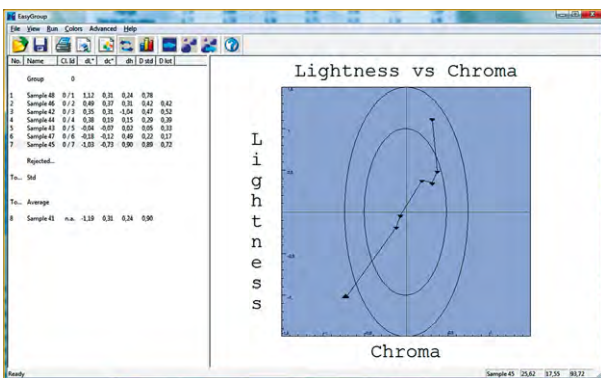 EasyGroup
File View Run Colors Advanced Help
No. Name Cl. Id dL* dc* dh D std D lot
Group 0
1 Sample 48 0 / 1 1,12 0,31 0,24 0,78
2 Sample 46 0 / 2 0,49 0,37 0,31 0,42 0,42
3 Sample 42 0 / 3 0,35 0,31 -1,04 0,47 0,52
4 Sample 44 0 / 4 0,38 0,19 0,15 0,29 0,39
5 Sample 43 0 / 5 -0,04 -0,07 0,02 0,05 0,33
6 Sample 47 0 / 6 -0,18 -0,12 0,49 0,22 0,17
7 Sample 45 0 / 7 -1,03 -0,73 0,90 0,89 0,72
Rejected...
To... Std
To... Average
8 Sample 41 n.a. -1,19 0,31 0,24 0,90
Lightness vs Chroma
Lightness
Chroma
Ready
Sample 45 25,62 17,55 93,72